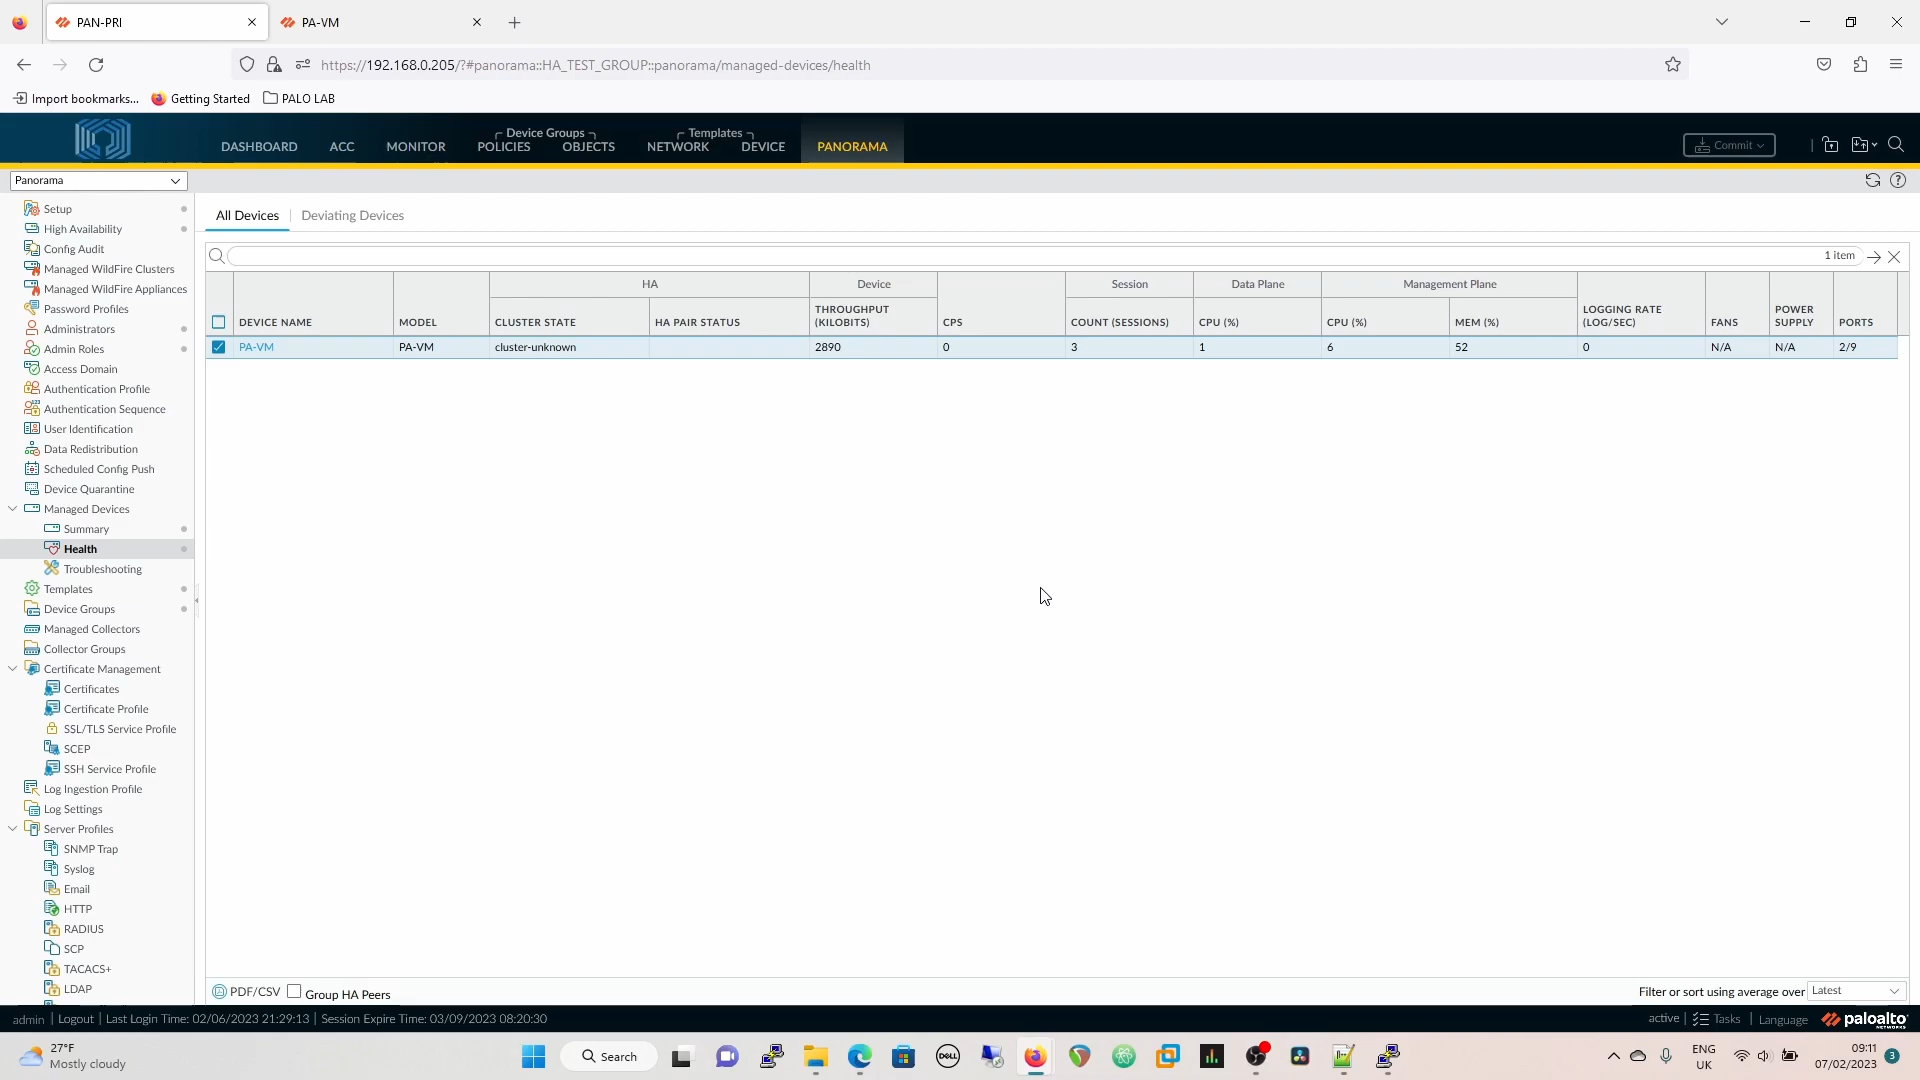 PAN-PRI
PA-VM
https://192.168.0.205/?#panorama::HA_TEST_GROUP::panorama/managed-devices/health
Import bookmarks...
Getting Started
PALO LAB
Device Groups
Templates
DASHBOARD
ACC
MONITOR
POLICIES
OBJECTS
NETWORK
DEVICE
PANORAMA
Commit
Panorama
Setup
High Availability
Config Audit
Managed WildFire Clusters
Managed WildFire Appliances
Password Profiles
Administrators
Admin Roles
Access Domain
Authentication Profile
Authentication Sequence
User Identification
Data Redistribution
Scheduled Config Push
Device Quarantine
Managed Devices
Summary
Health
Troubleshooting
Templates
Device Groups
Managed Collectors
Collector Groups
Certificate Management
Certificates
Certificate Profile
SSL/TLS Service Profile
SCEP
SSH Service Profile
Log Ingestion Profile
Log Settings
Server Profiles
SNMP Trap
Syslog
Email
HTTP
RADIUS
SCP
TACACS+
LDAP
All Devices
Deviating Devices
1 item
HA
Device
Session
Data Plane
Management Plane
DEVICE NAME
MODEL
CLUSTER STATE
HA PAIR STATUS
THROUGHPUT
(KILOBITS)
CPS
COUNT (SESSIONS)
CPU (%)
CPU (%)
MEM (%)
LOGGING RATE
(LOG/SEC)
FANS
POWER
SUPPLY
PORTS
PA-VM
PA-VM
cluster-unknown
2890
0
3
1
6
52
0
N/A
N/A
2/9
PDF/CSV
Group HA Peers
Filter or sort using average over
Latest
admin | Logout | Last Login Time: 02/06/2023 21:29:13 | Session Expire Time: 03/09/2023 08:20:30
active | Tasks | Language
paloalto
NETWORKS
27°F
Mostly cloudy
Search
DELL
ENG
UK
09:11
07/02/2023
3